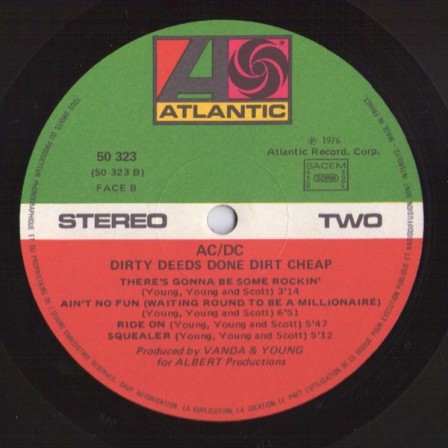 ATLANTIC
50 323
(50 323 B)
FACE B
℗ 1976
Atlantic Record. Corp.
SACEM
STEREO
TWO
AC/DC
DIRTY DEEDS DONE DIRT CHEAP
THERE'S GONNA BE SOME ROCKIN'
(Young, Young and Scott) 3'14
AIN'T NO FUN (WAITING ROUND TO BE A MILLIONAIRE)
(Young, Young and Scott) 6'51
RIDE ON (Young, Young and Scott) 5'47
SQUEALER (Young, Young and Scott) 5'12
Produced by VANDA & YOUNG
for ALBERT Productions